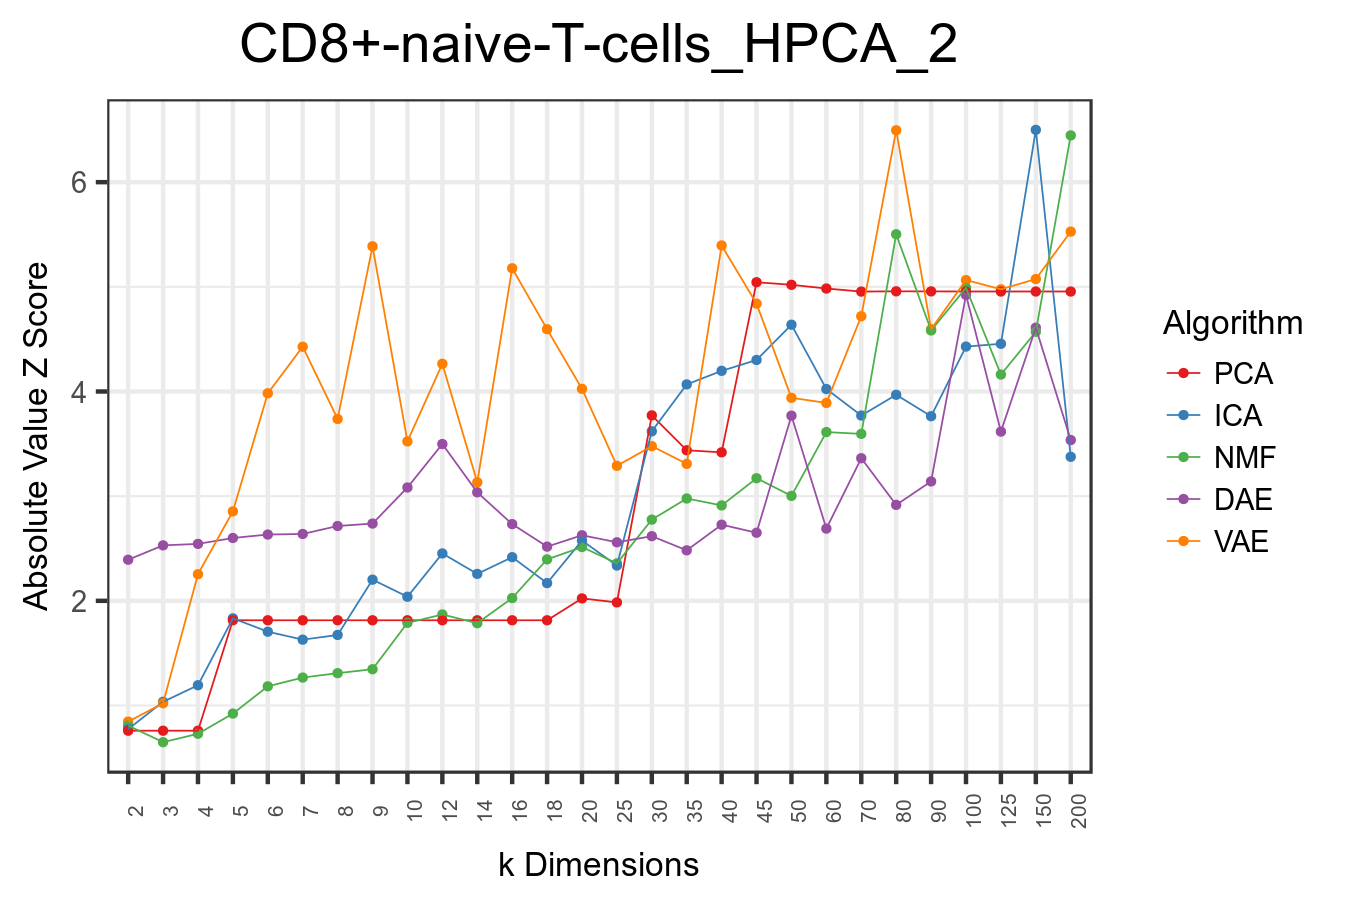 CD8+-naive-T-cells_HPCA_2
Absolute Value Z Score
6
4
2
2 3 4 5 6 7 8 9 10 12 14 16 18 20 25 30 35 40 45 50 60 70 80 90 100 125 150 200
k Dimensions
Algorithm
PCA
ICA
NMF
DAE
VAE